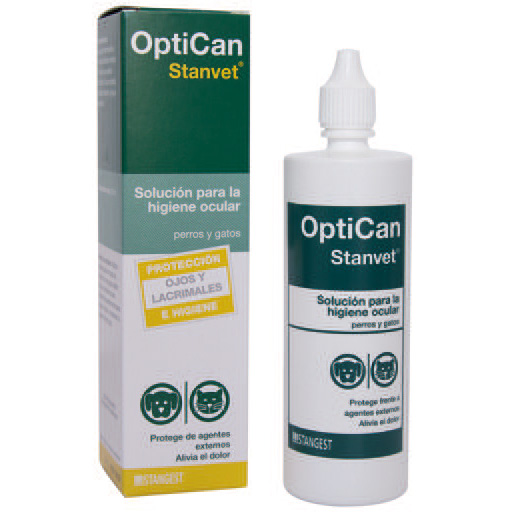 OptiCan
Stanvet®
Solución para la
higiene ocular
perros y gatos
PROTECCIÓN
OJOS Y
LACRIMALES
E HIGIENE
Protege de agentes
externos
Alivia el dolor
STANGEST
OptiCan
Stanvet®
Solución para la
higiene ocular
perros y gatos
Protege frente a
agentes externos
Alivia el dolor
STANGEST